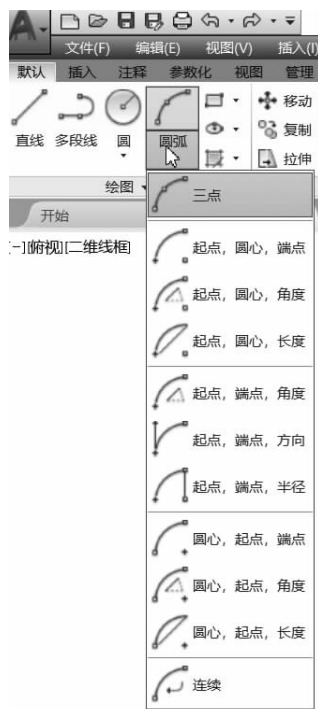 文件(F) 编辑(E) 视图(V) 插入(I)
默认 插入 注释 参数化 视图 管理
直线 多段线 圆 圆弧 移动
复制
拉伸
绘图
三点
开始
[-][俯视][二维线框]
起点，圆心，端点
起点，圆心，角度
起点，圆心，长度
起点，端点，角度
起点，端点，方向
起点，端点，半径
圆心，起点，端点
圆心，起点，角度
圆心，起点，长度
连续